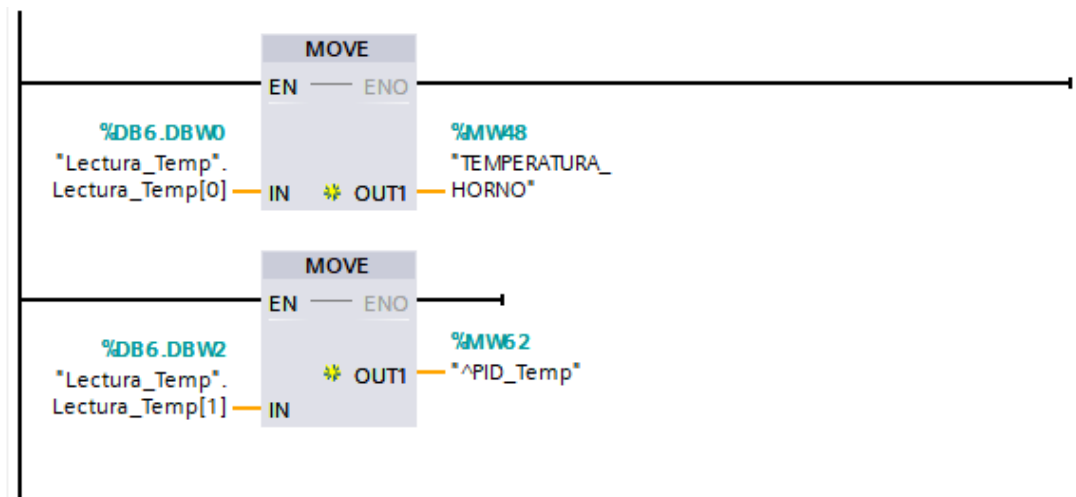 MOVE
EN ENO
%DB6.DBW0
"Lectura_Temp".
Lectura_Temp[0]
IN
OUT1
%MW48
"TEMPERATURA_
HORNO"
MOVE
EN ENO
%DB6.DBW2
"Lectura_Temp".
Lectura_Temp[1]
IN
OUT1
%MW62
"^PID_Temp"